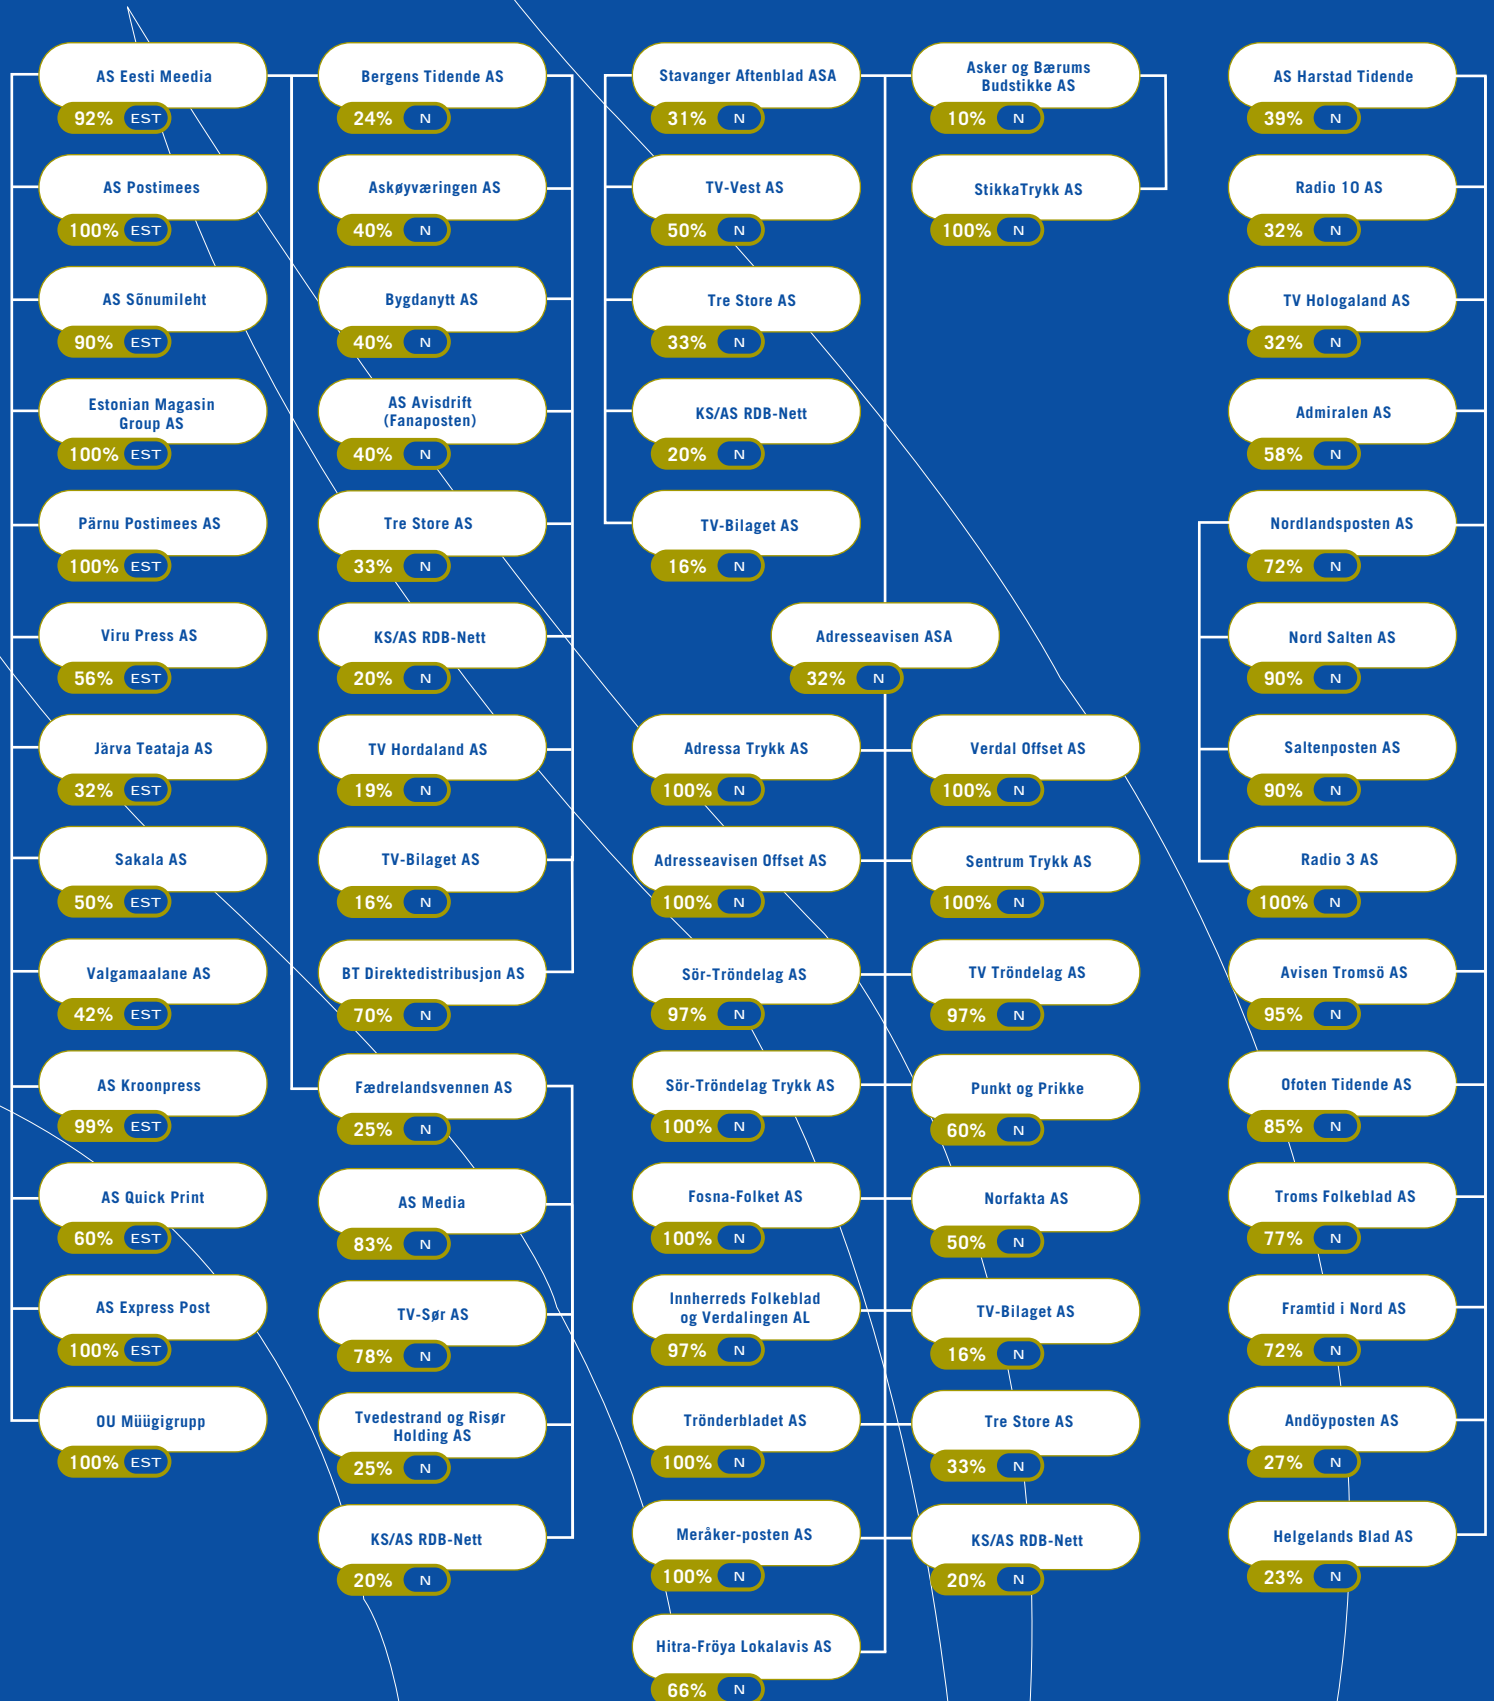 AS Eesti Meedia
92% EST
AS Postimees
100% EST
AS Sõnumileht
90% EST
Estonian Magasin
Group AS
100% EST
Pärnu Postimees AS
100% EST
Viru Press AS
56% EST
Järva Teataja AS
32% EST
Sakala AS
50% EST
Valgamaalane AS
42% EST
AS Kroonpress
99% EST
AS Quick Print
60% EST
AS Express Post
100% EST
OU Müügigrupp
100% EST
Bergens Tidende AS
24% N
Askøyværingen AS
40% N
Bygdanytt AS
40% N
AS Avisdrift
(Fanaposten)
40% N
Tre Store AS
33% N
KS/AS RDB-Nett
20% N
TV Hordaland AS
19% N
TV-Bilaget AS
16% N
BT Direktedistribusjon AS
70% N
Fædrelandsvennen AS
25% N
AS Media
83% N
TV-Sør AS
78% N
Tvedestrand og Risør
Holding AS
25% N
KS/AS RDB-Nett
20% N
Stavanger Aftenblad ASA
31% N
TV-Vest AS
50% N
Tre Store AS
33% N
KS/AS RDB-Nett
20% N
TV-Bilaget AS
16% N
Asker og Bærums
Budstikke AS
10% N
StikkaTrykk AS
100% N
Adresseavisen ASA
32% N
Adressa Trykk AS
100% N
Adresseavisen Offset AS
100% N
Sör-Tröndelag AS
97% N
Sör-Tröndelag Trykk AS
100% N
Fosna-Folket AS
100% N
Innherreds Folkeblad
og Verdalingen AL
97% N
Trönderbladet AS
100% N
Meråker-posten AS
100% N
Hitra-Fröya Lokalavis AS
66% N
Verdal Offset AS
100% N
Sentrum Trykk AS
100% N
TV Tröndelag AS
97% N
Punkt og Prikke
60% N
Norfakta AS
50% N
TV-Bilaget AS
16% N
Tre Store AS
33% N
KS/AS RDB-Nett
20% N
AS Harstad Tidende
39% N
Radio 10 AS
32% N
TV Hologaland AS
32% N
Admiralen AS
58% N
Nordlandsposten AS
72% N
Nord Salten AS
90% N
Saltenposten AS
90% N
Radio 3 AS
100% N
Avisen Tromsö AS
95% N
Ofoten Tidende AS
85% N
Troms Folkeblad AS
77% N
Framtid i Nord AS
72% N
Andöyposten AS
27% N
Helgelands Blad AS
23% N